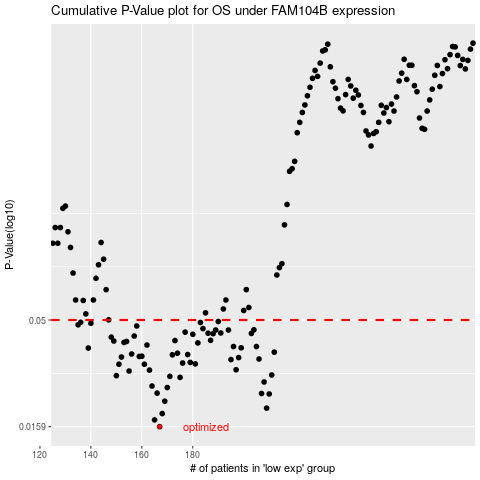 Cumulative P-Value plot for OS under FAM104B expression
P-Value(log10)
0.05
0.0159
optimized
120 140 160 180
# of patients in 'low exp' group